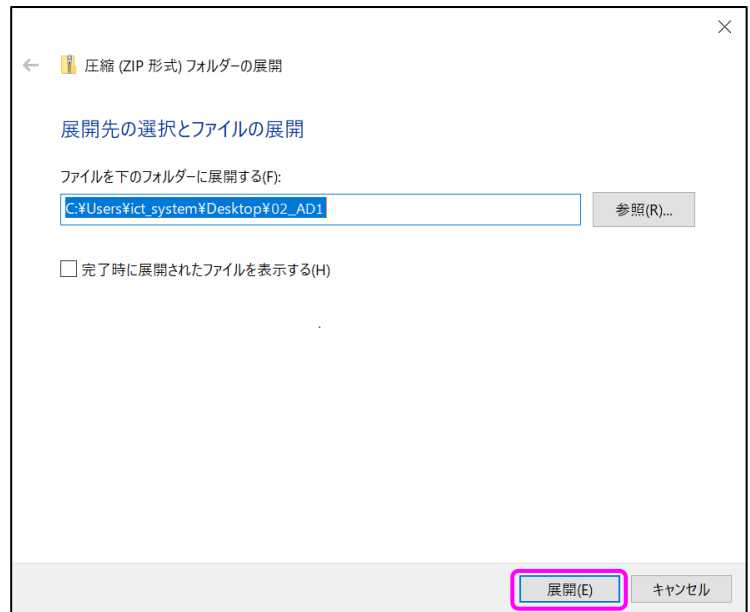 圧縮 (ZIP 形式) フォルダーの展開
展開先の選択とファイルの展開
ファイルを下のフォルダーに展開する(F):
C:¥Users¥ict_system¥Desktop¥02_AD1
参照(R)...
完了時に展開されたファイルを表示する(H)
展開(E)
キャンセル